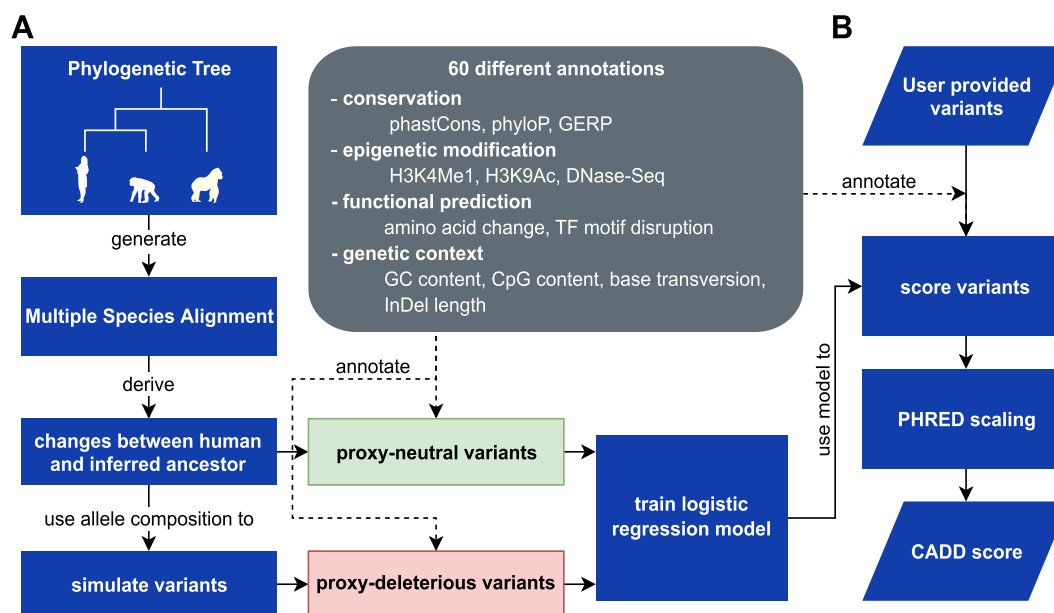 A
Phylogenetic Tree
generate
Multiple Species Alignment
derive
changes between human
and inferred ancestor
use allele composition to
simulate variants
60 different annotations
- conservation
phastCons, phyloP, GERP
- epigenetic modification
H3K4Me1, H3K9Ac, DNase-Seq
- functional prediction
amino acid change, TF motif disruption
- genetic context
GC content, CpG content, base transversion,
InDel length
annotate
proxy-neutral variants
proxy-deleterious variants
train logistic
regression model
use model to
B
User provided
variants
annotate
score variants
PHRED scaling
CADD score